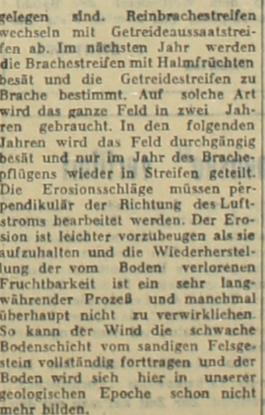 gelegen sind. Reinbrachestreifen
wechseln mit Getreideaussaatstrei-
fen ab. Im nächsten Jahr werden
die Brachestreifen mit Halmfrüchten
besät und die Getreidestreifen zu
Brache bestimmt. Auf solche Art
wird das ganze Feld in zwei Jah-
ren gebraucht. In den folgenden
Jahren wird das Feld durchgängig
besät und nur im Jahr des Brache-
pflügens wieder in Streifen geteilt.
Die Erosionsschläge müssen per-
pendikulär der Richtung des Luft-
stroms bearbeitet werden. Der Ero-
sion ist leichter vorzubeugen als sie
aufzuhalten und die Wiederherstel-
lung der vom Boden verlorenen
Fruchtbarkeit ist ein sehr lang-
währender Prozeß und manchmal
überhaupt nicht zu verwirklichen.
So kann der Wind die schwache
Bodenschicht vom sandigen Felsge-
stein vollständig forttragen und der
Boden wird sich hier in unserer
geologischen Epoche schon nicht
mehr bilden.